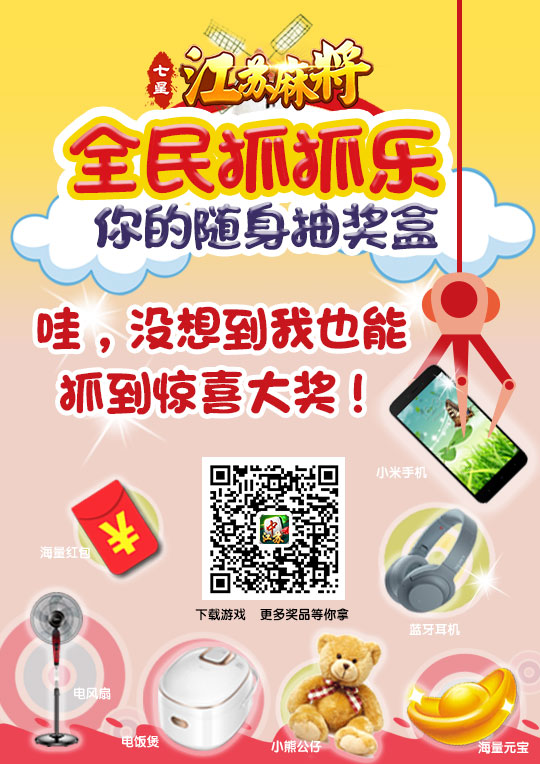 七星
江苏麻将
全民抓抓乐
你的随身抽奖盒
哇，没想到我也能
抓到惊喜大奖！
小米手机
海量红包
¥
中
江苏
下载游戏 更多奖品等你拿
蓝牙耳机
电风扇
电饭煲
小熊公仔
海量元宝